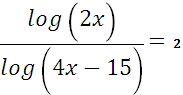 log(2x)
log(4x − 15)
= 2